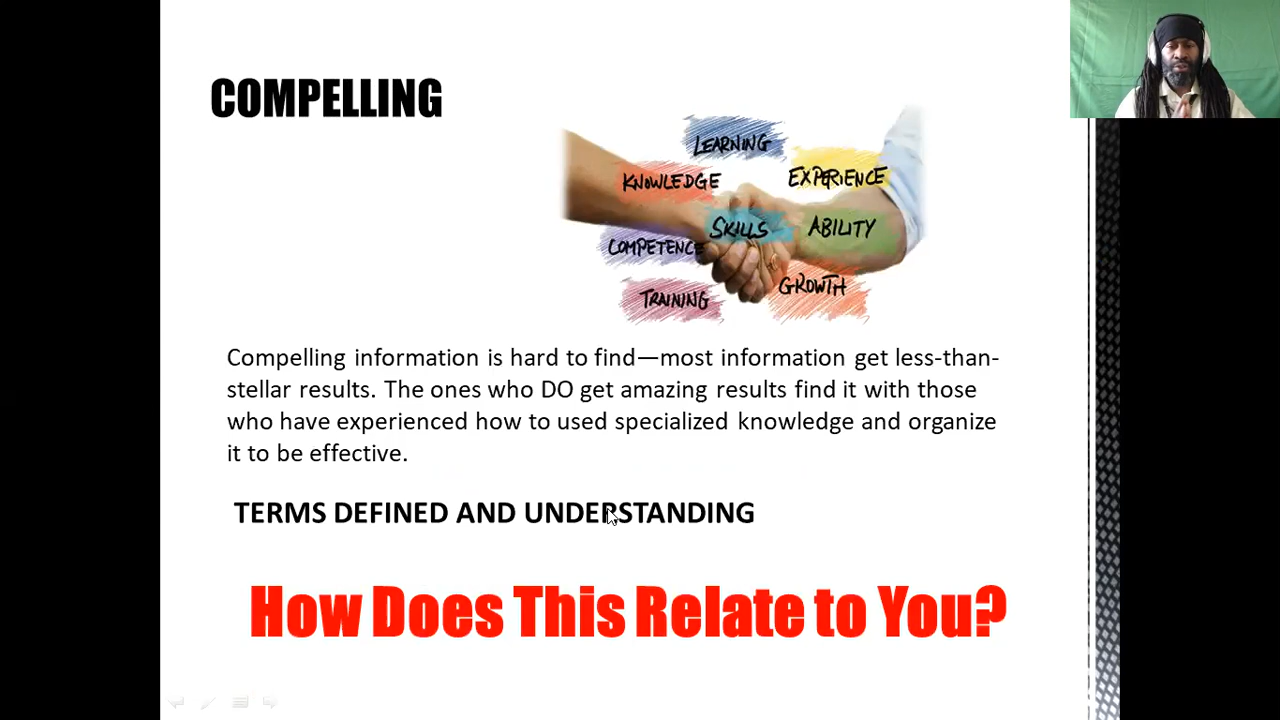 COMPELLING
LEARNING
KNOWLEDGE
EXPERIENCE
SKILLS
ABILITY
COMPETENCE
GROWTH
TRAINING
Compelling information is hard to find—most information get less-than-
stellar results. The ones who DO get amazing results find it with those
who have experienced how to used specialized knowledge and organize
it to be effective.
TERMS DEFINED AND UNDERSTANDING
How Does This Relate to You?